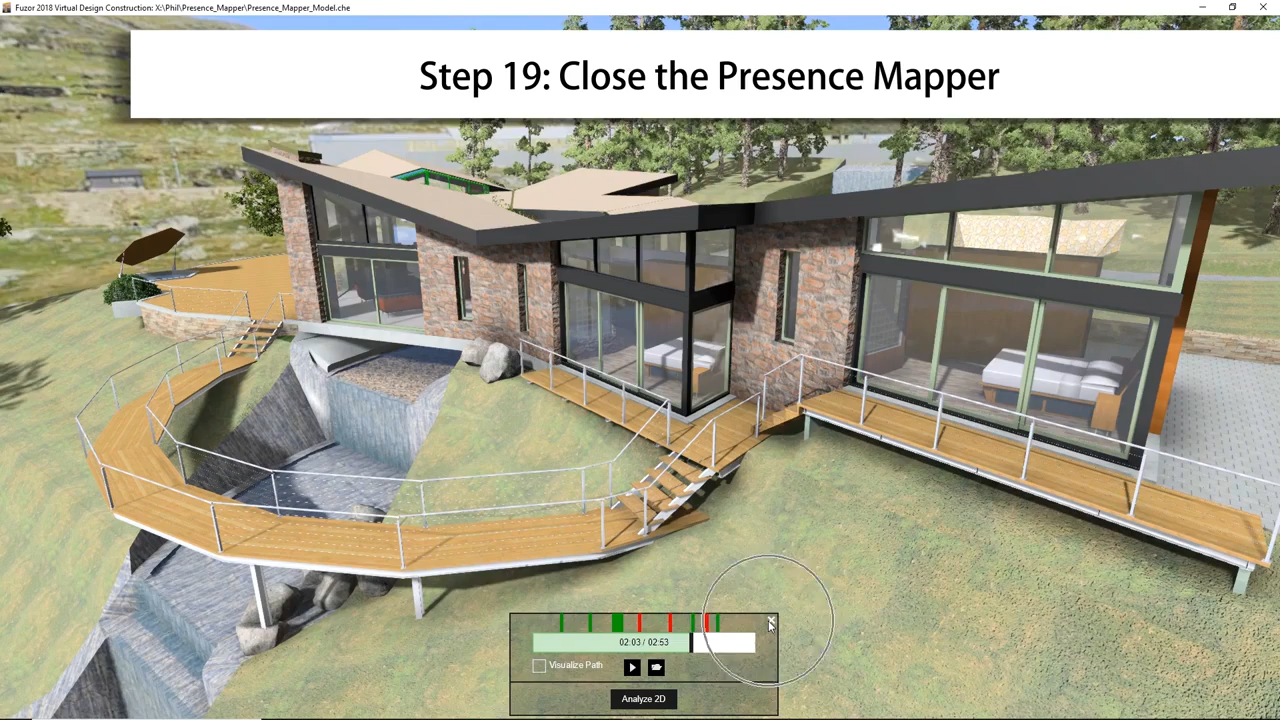 Fuzor 2018 Virtual Design Construction: X:\Phil\Presence_Mapper\Presence_Mapper_Model.che
Step 19: Close the Presence Mapper
02:03 / 02:53
Visualize Path
Analyze 2D